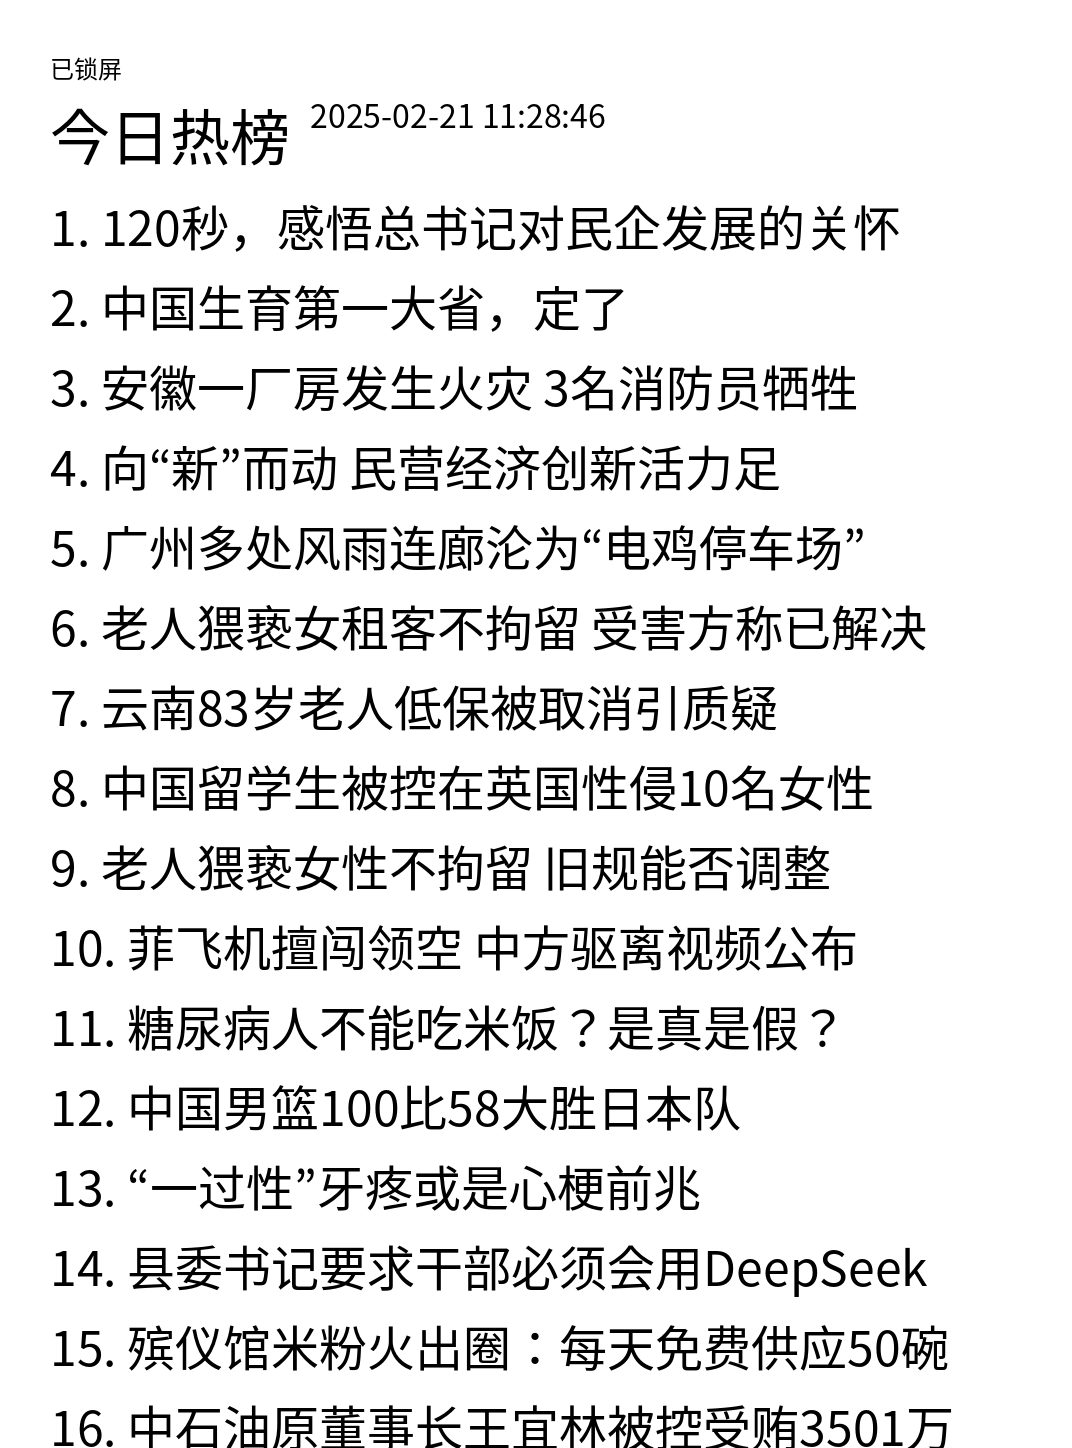 已锁屏
今日热榜 2025-02-21 11:28:46
1. 120秒，感悟总书记对民企发展的关怀
2. 中国生育第一大省，定了
3. 安徽一厂房发生火灾 3名消防员牺牲
4. 向“新”而动 民营经济创新活力足
5. 广州多处风雨连廊沦为“电鸡停车场”
6. 老人猥亵女租客不拘留 受害方称已解决
7. 云南83岁老人低保被取消引质疑
8. 中国留学生被控在英国性侵10名女性
9. 老人猥亵女性不拘留 旧规能否调整
10. 菲飞机擅闯领空 中方驱离视频公布
11. 糖尿病人不能吃米饭？是真是假？
12. 中国男篮100比58大胜日本队
13. “一过性”牙疼或是心梗前兆
14. 县委书记要求干部必须会用DeepSeek
15. 殡仪馆米粉火出圈：每天免费供应50碗
16. 中石油原董事长王宜林被控受贿3501万